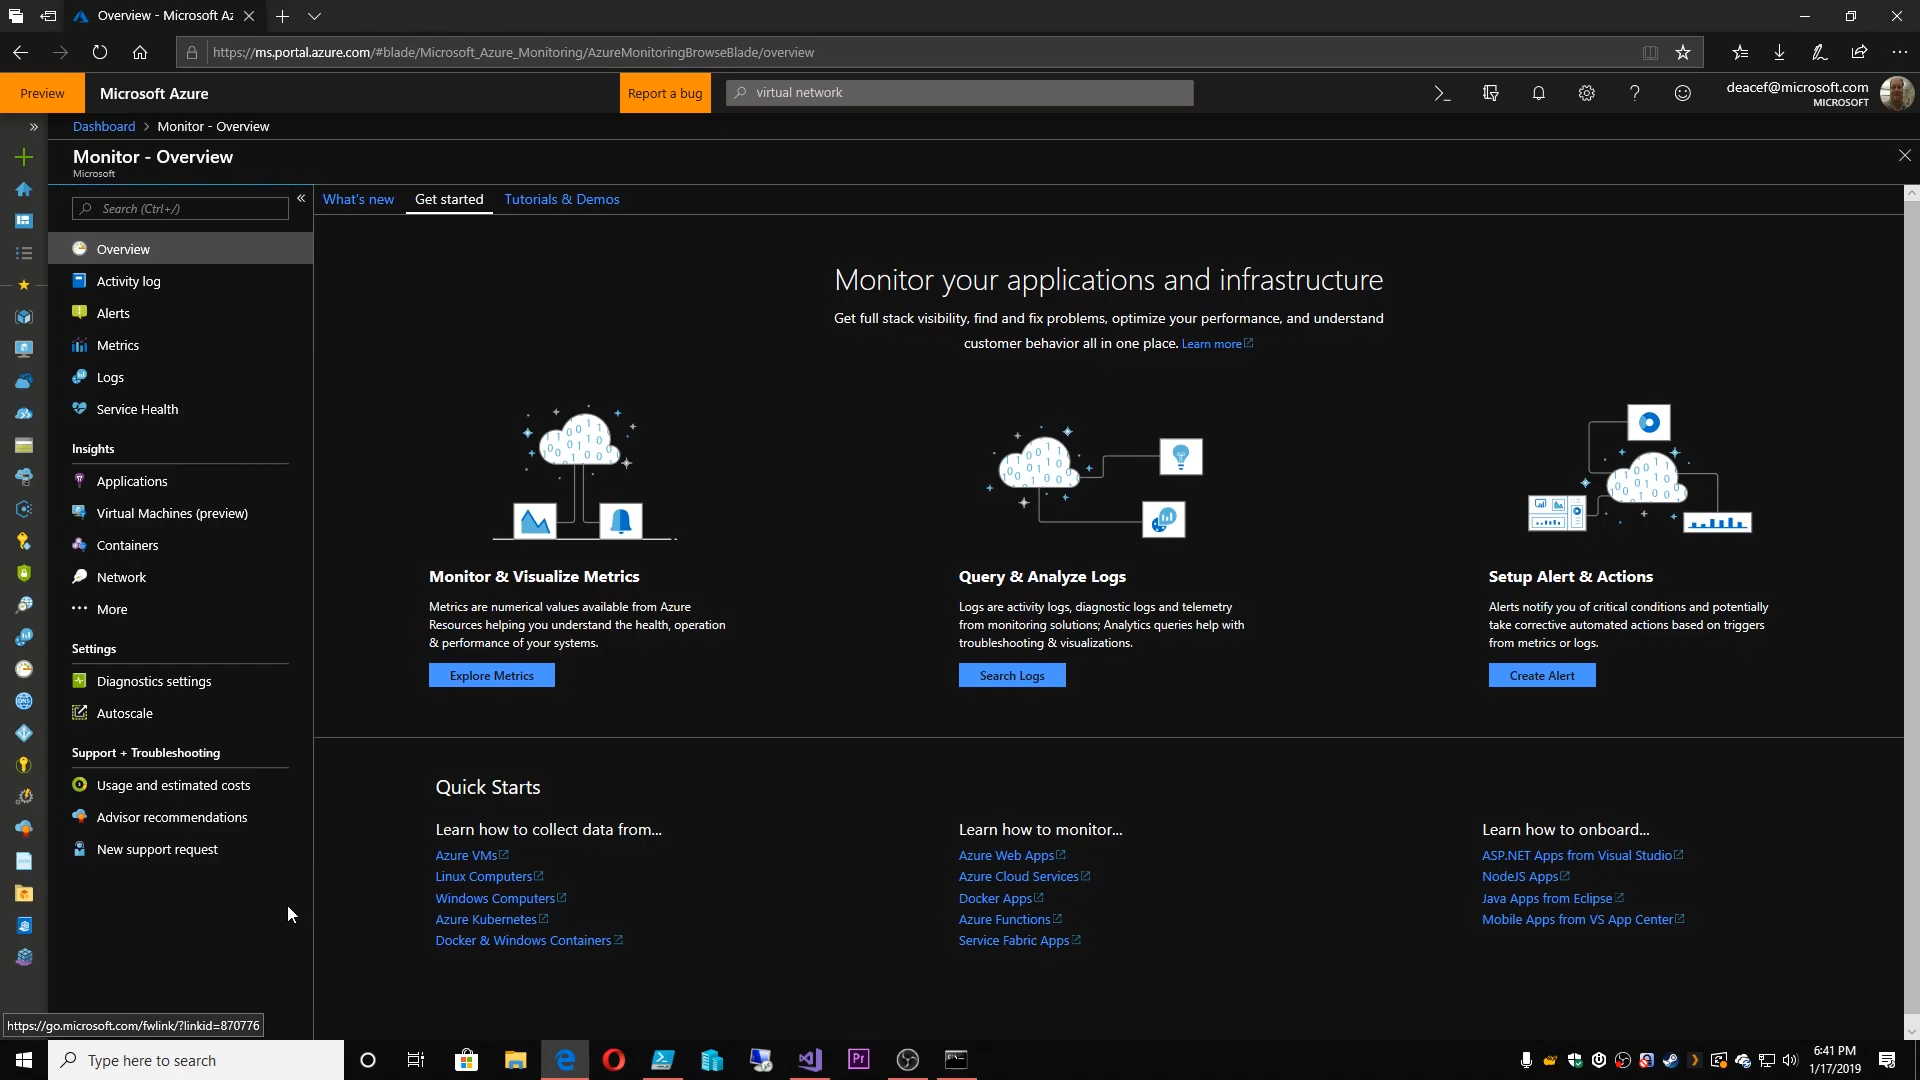 Overview - Microsoft Az
https://ms.portal.azure.com/#blade/Microsoft_Azure_Monitoring/AzureMonitoringBrowseBlade/overview
Preview
Microsoft Azure
Report a bug
virtual network
deacef@microsoft.com
MICROSOFT
Dashboard > Monitor - Overview
Monitor - Overview
Microsoft
Search (Ctrl+/)
What's new
Get started
Tutorials & Demos
Overview
Activity log
Alerts
Metrics
Logs
Service Health
Insights
Applications
Virtual Machines (preview)
Containers
Network
More
Settings
Diagnostics settings
Autoscale
Support + Troubleshooting
Usage and estimated costs
Advisor recommendations
New support request
Monitor your applications and infrastructure
Get full stack visibility, find and fix problems, optimize your performance, and understand
customer behavior all in one place. Learn more
Monitor & Visualize Metrics
Metrics are numerical values available from Azure
Resources helping you understand the health, operation
& performance of your systems.
Explore Metrics
Query & Analyze Logs
Logs are activity logs, diagnostic logs and telemetry
from monitoring solutions; Analytics queries help with
troubleshooting & visualizations.
Search Logs
Setup Alert & Actions
Alerts notify you of critical conditions and potentially
take corrective automated actions based on triggers
from metrics or logs.
Create Alert
Quick Starts
Learn how to collect data from...
Azure VMs
Linux Computers
Windows Computers
Azure Kubernetes
Docker & Windows Containers
Learn how to monitor...
Azure Web Apps
Azure Cloud Services
Docker Apps
Azure Functions
Service Fabric Apps
Learn how to onboard...
ASP.NET Apps from Visual Studio
NodeJS Apps
Java Apps from Eclipse
Mobile Apps from VS App Center
https://go.microsoft.com/fwlink/?linkid=870776
Type here to search
Pr
6:41 PM
1/17/2019